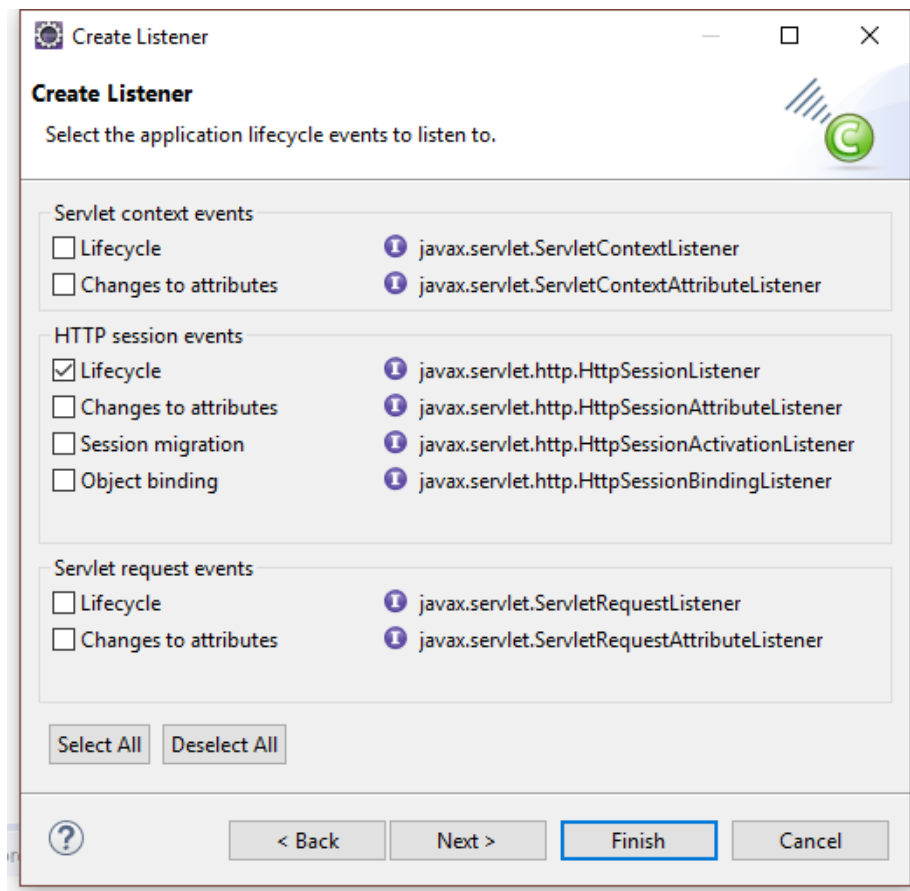 Create Listener
Create Listener
Select the application lifecycle events to listen to.
Servlet context events
Lifecycle javax.servlet.ServletContextListener
Changes to attributes javax.servlet.ServletContextAttributeListener
HTTP session events
Lifecycle javax.servlet.http.HttpSessionListener
Changes to attributes javax.servlet.http.HttpSessionAttributeListener
Session migration javax.servlet.http.HttpSessionActivationListener
Object binding javax.servlet.http.HttpSessionBindingListener
Servlet request events
Lifecycle javax.servlet.ServletRequestListener
Changes to attributes javax.servlet.ServletRequestAttributeListener
Select All Deselect All
? < Back Next > Finish Cancel